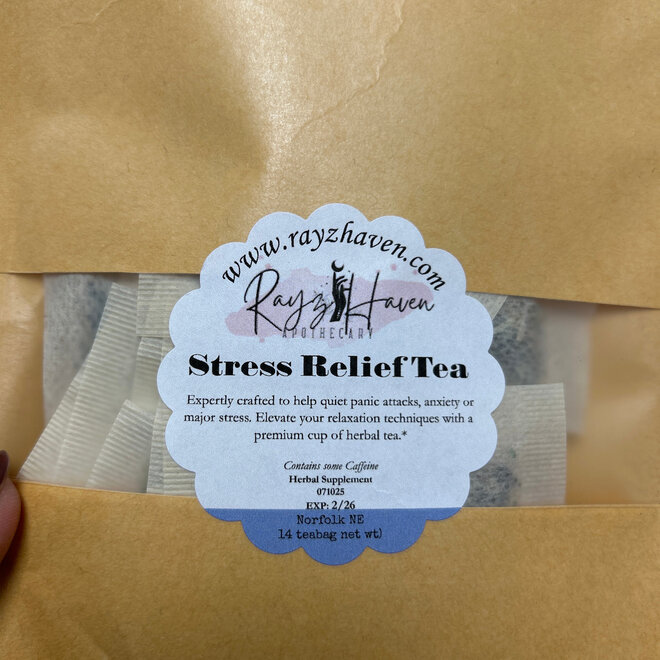 www.rayzhaven.com
Rayz Haven
APOTHECARY
Stress Relief Tea
Expertly crafted to help quiet panic attacks, anxiety or
major stress. Elevate your relaxation techniques with a
premium cup of herbal tea.*
Contains some Caffeine
Herbal Supplement
071025
EXP: 2/26
Norfolk NE
14 teabag net wt)